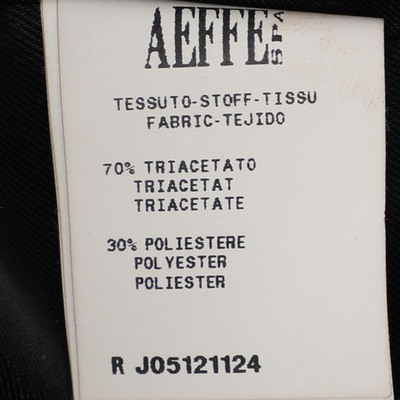 AEFFE SPA
TESSUTO-STOFF-TISSU
FABRIC-TEJIDO
70% TRIACETATO
TRIACETAT
TRIACETATE
30% POLIESTERE
POLYESTER
POLIESTER
R J05121124